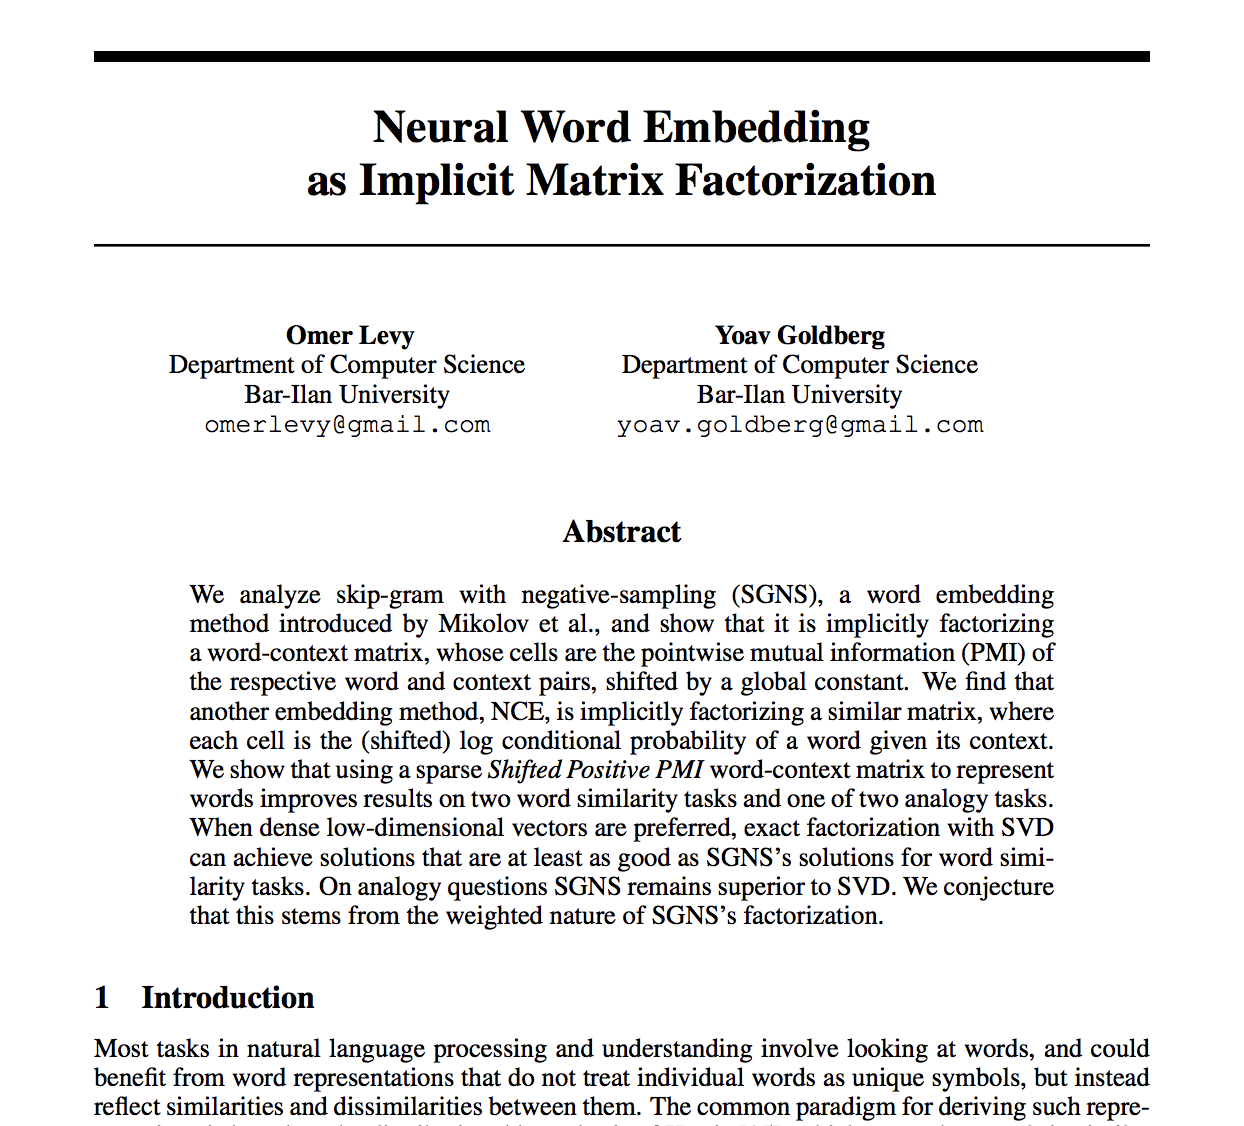 Neural Word Embedding
as Implicit Matrix Factorization
Omer Levy
Department of Computer Science
Bar-Ilan University
omerlevy@gmail.com
Yoav Goldberg
Department of Computer Science
Bar-Ilan University
yoav.goldberg@gmail.com
Abstract
We analyze skip-gram with negative-sampling (SGNS), a word embedding
method introduced by Mikolov et al., and show that it is implicitly factorizing
a word-context matrix, whose cells are the pointwise mutual information (PMI) of
the respective word and context pairs, shifted by a global constant. We find that
another embedding method, NCE, is implicitly factorizing a similar matrix, where
each cell is the (shifted) log conditional probability of a word given its context.
We show that using a sparse Shifted Positive PMI word-context matrix to represent
words improves results on two word similarity tasks and one of two analogy tasks.
When dense low-dimensional vectors are preferred, exact factorization with SVD
can achieve solutions that are at least as good as SGNS’s solutions for word simi-
larity tasks. On analogy questions SGNS remains superior to SVD. We conjecture
that this stems from the weighted nature of SGNS’s factorization.
1 Introduction
Most tasks in natural language processing and understanding involve looking at words, and could
benefit from word representations that do not treat individual words as unique symbols, but instead
reflect similarities and dissimilarities between them. The common paradigm for deriving such repre-